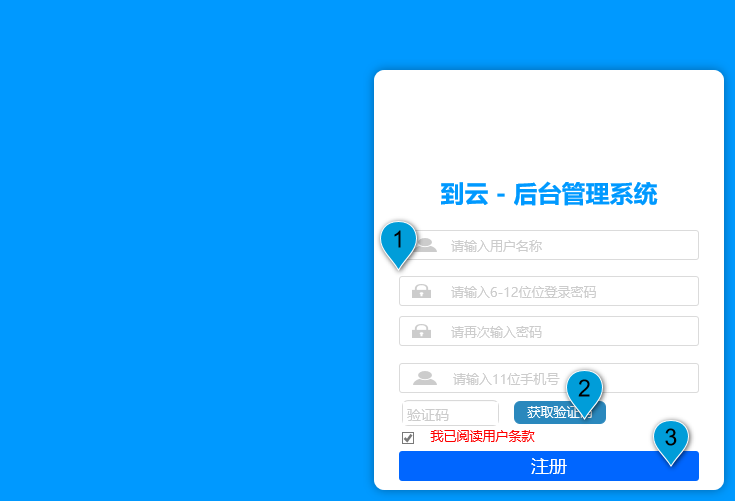 到云 - 后台管理系统
1
请输入用户名称
请输入6-12位位登录密码
请再次输入密码
请输入11位手机号
2
验证码 获取验证码
我已阅读用户条款
3
注册